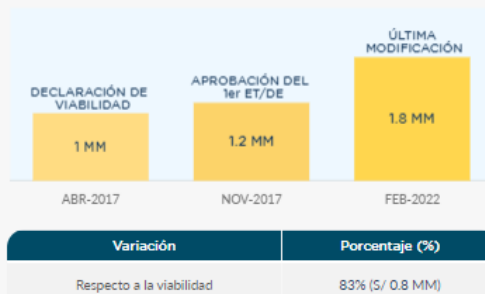 ÚLTIMA
MODIFICACIÓN
APROBACIÓN DEL
1er ET/DE
DECLARACIÓN DE
VIABILIDAD
1 MM
1.2 MM
1.8 MM
ABR-2017
NOV-2017
FEB-2022
Variación
Porcentaje (%)
Respecto a la viabilidad
83% (S/ 0.8 MM)